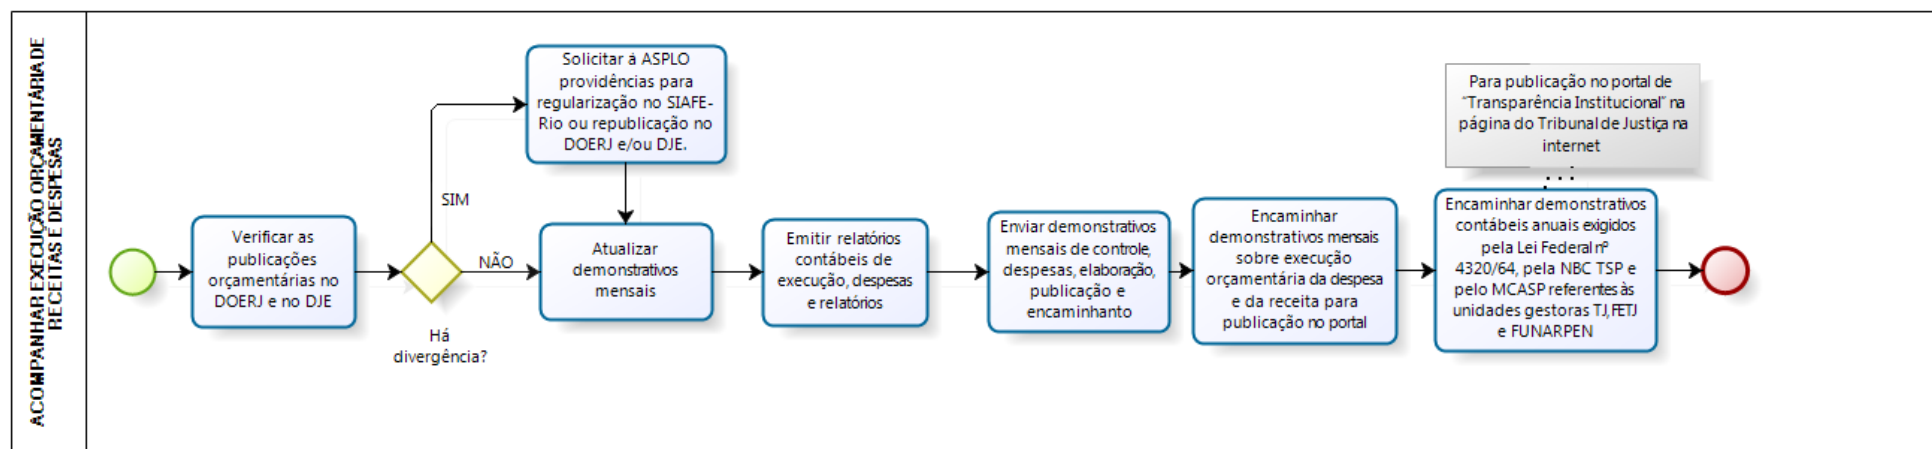 ACOMPANHAR EXECUÇÃO ORÇAMENTÁRIA DE
RECEITAS E DESPESAS
Verificar as
publicações
orçamentárias no
DOERJ e no DJE
Há
divergência?
SIM
NÃO
Solicitar à ASPLO
providências para
regularização no SIAFE-
Rio ou republicação no
DOERJ e/ou DJE.
Atualizar
demonstrativos
mensais
Emitir relatórios
contábeis de
execução, despesas
e relatórios
Enviar demonstrativos
mensais de controle,
despesas, elaboração,
publicação e
encaminhanto
Encaminhar
demonstrativos mensais
sobre execução
orçamentária da despesa
e da receita para
publicação no portal
Para publicação no portal de
"Transparência Institucional" na
página do Tribunal de Justiça na
internet
Encaminhar demonstrativos
contábeis anuais exigidos
pela Lei Federal nº
4320/64, pela NBC TSP e
pelo MCASP referentes às
unidades gestoras TJ, FETJ
e FUNARPEN